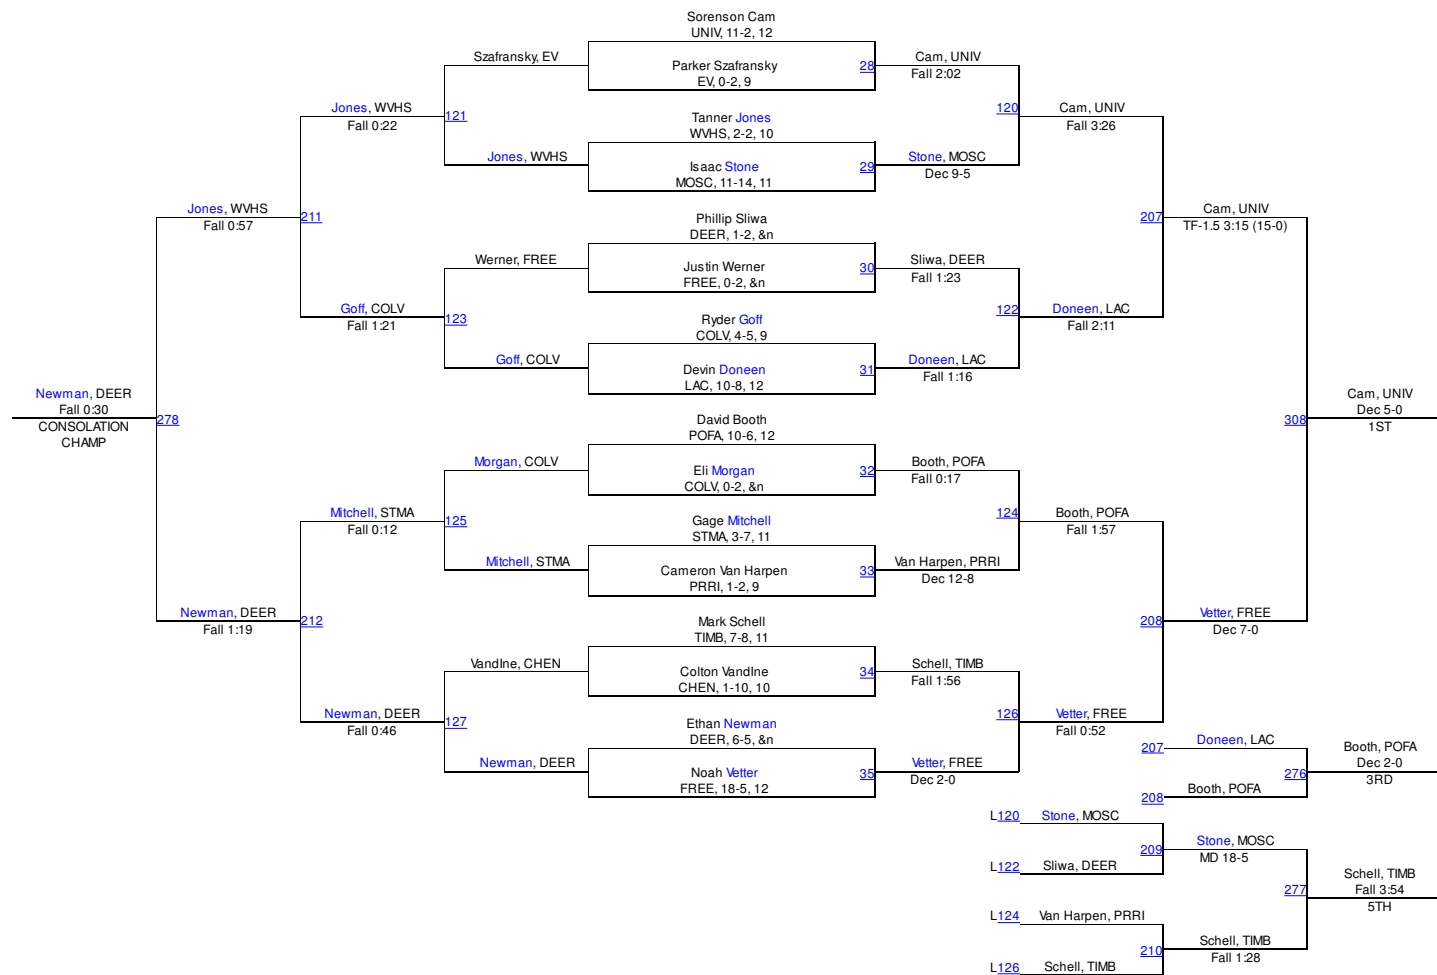 Sorenson Cam
UNIV, 11-2, 12
Szafransky, EV
Parker Szafransky
EV, 0-2, 9
28
Cam, UNIV
Fall 2:02
Jones, WVHS
Fall 0:22
121
Tanner Jones
WVHS, 2-2, 10
120
Cam, UNIV
Fall 3:26
Jones, WVHS
Isaac Stone
MOSC, 11-14, 11
29
Stone, MOSC
Dec 9-5
Jones, WVHS
Fall 0:57
211
Phillip Sliwa
DEER, 1-2, &n
207
Cam, UNIV
TF-1.5 3:15 (15-0)
Werner, FREE
Justin Werner
FREE, 0-2, &n
30
Sliwa, DEER
Fall 1:23
Goff, COLV
Fall 1:21
123
Ryder Goff
COLV, 4-5, 9
122
Doneen, LAC
Fall 2:11
Goff, COLV
Devin Doneen
LAC, 10-8, 12
31
Doneen, LAC
Fall 1:16
Newman, DEER
Fall 0:30
CONSOLATION
CHAMP
278
David Booth
POFA, 10-6, 12
308
Cam, UNIV
Dec 5-0
1ST
Morgan, COLV
Eli Morgan
COLV, 0-2, &n
32
Booth, POFA
Fall 0:17
Mitchell, STMA
Fall 0:12
125
Gage Mitchell
STMA, 3-7, 11
124
Booth, POFA
Fall 1:57
Mitchell, STMA
Cameron Van Harpen
PRRI, 1-2, 9
33
Van Harpen, PRRI
Dec 12-8
Newman, DEER
Fall 1:19
212
Mark Schell
TIMB, 7-8, 11
208
Vetter, FREE
Dec 7-0
VandIne, CHEN
Colton VandIne
CHEN, 1-10, 10
34
Schell, TIMB
Fall 1:56
Newman, DEER
Fall 0:46
127
Ethan Newman
DEER, 6-5, &n
126
Vetter, FREE
Fall 0:52
Newman, DEER
Noah Vetter
FREE, 18-5, 12
35
Vetter, FREE
Dec 2-0
207
Doneen, LAC
276
Booth, POFA
Dec 2-0
3RD
208
Booth, POFA
L120
Stone, MOSC
209
Stone, MOSC
MD 18-5
L122
Sliwa, DEER
277
Schell, TIMB
Fall 3:54
5TH
L124
Van Harpen, PRRI
210
Schell, TIMB
Fall 1:28
L126
Schell, TIMB